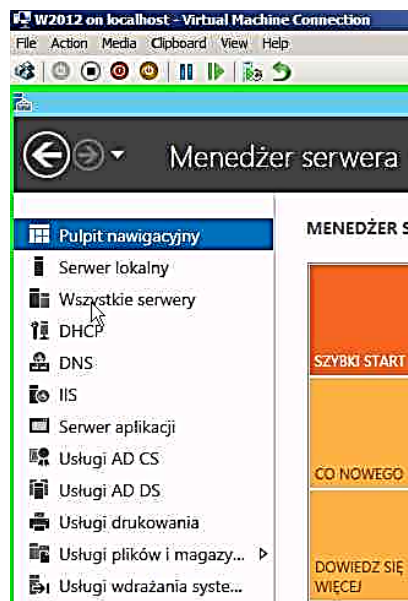 W2012 on localhost - Virtual Machine Connection
File Action Media Clipboard View Help
Menedżer serwera
Pulpit nawigacyjny
MENEDŻER S
Serwer lokalny
Wszystkie serwery
DHCP
DNS
SZYBKI START
IIS
Serwer aplikacji
Usługi AD CS
CO NOWEGO
Usługi AD DS
Usługi drukowania
Usługi plików i magazy...
DOWIEDZ SIĘ
WIĘCEJ
Usługi wdrażania syste...